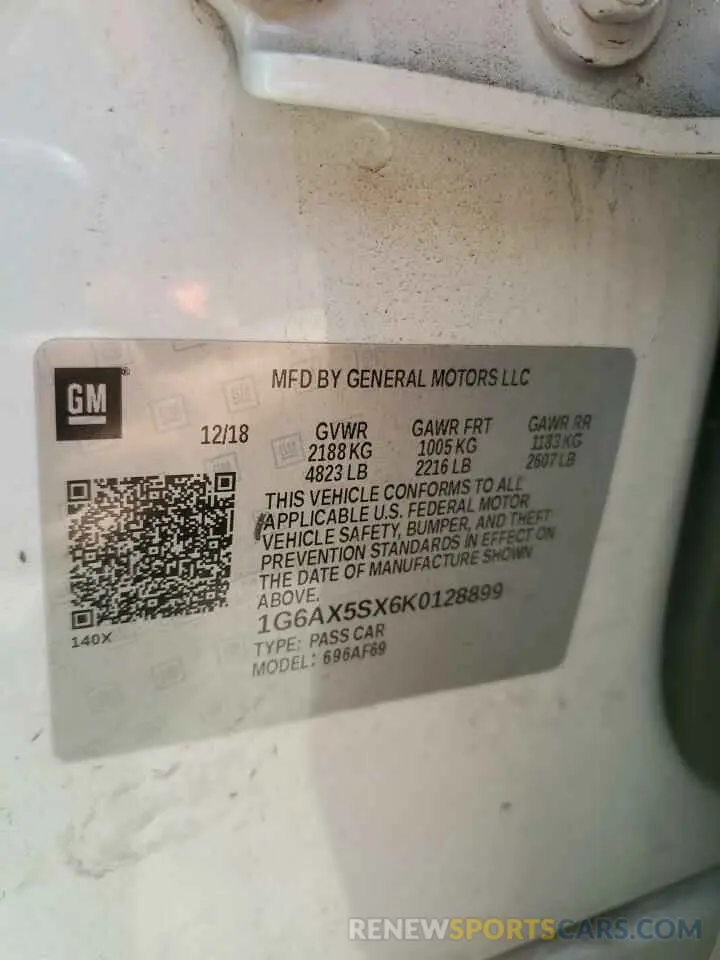 GM®
MFD BY GENERAL MOTORS LLC
12/18 GVWR GAWR FRT GAWR RR
2188 KG 1005 KG 1183 KG
4823 LB 2216 LB 2607 LB
THIS VEHICLE CONFORMS TO ALL
APPLICABLE U.S. FEDERAL MOTOR
VEHICLE SAFETY, BUMPER, AND THEFT
PREVENTION STANDARDS IN EFFECT ON
THE DATE OF MANUFACTURE SHOWN
ABOVE.
1G6AX5SX6K0128899
TYPE: PASS CAR
MODEL: 696AF69
140X
RENEWSPORTSCARS.COM